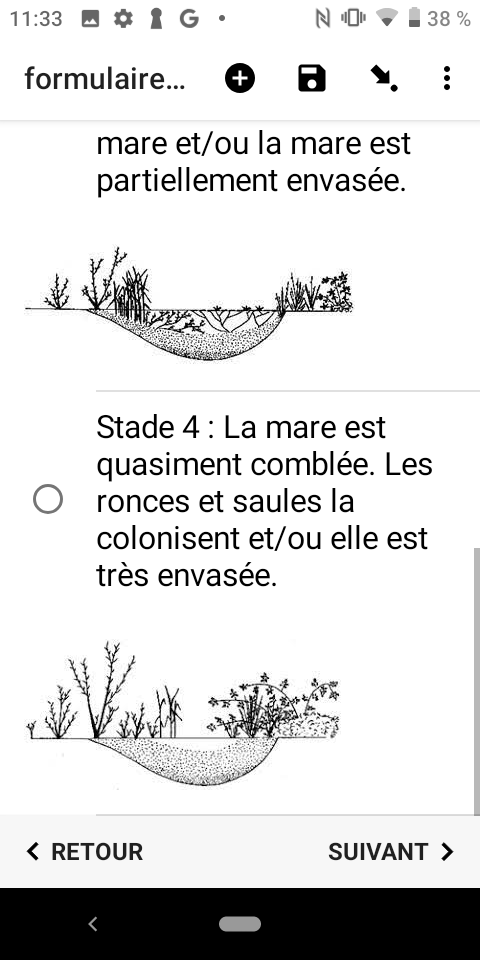 11:33
38 %
formulaire...
mare et/ou la mare est
partiellement envasée.
Stade 4 : La mare est
quasiment comblée. Les
ronces et saules la
colonisent et/ou elle est
très envasée.
RETOUR
SUIVANT